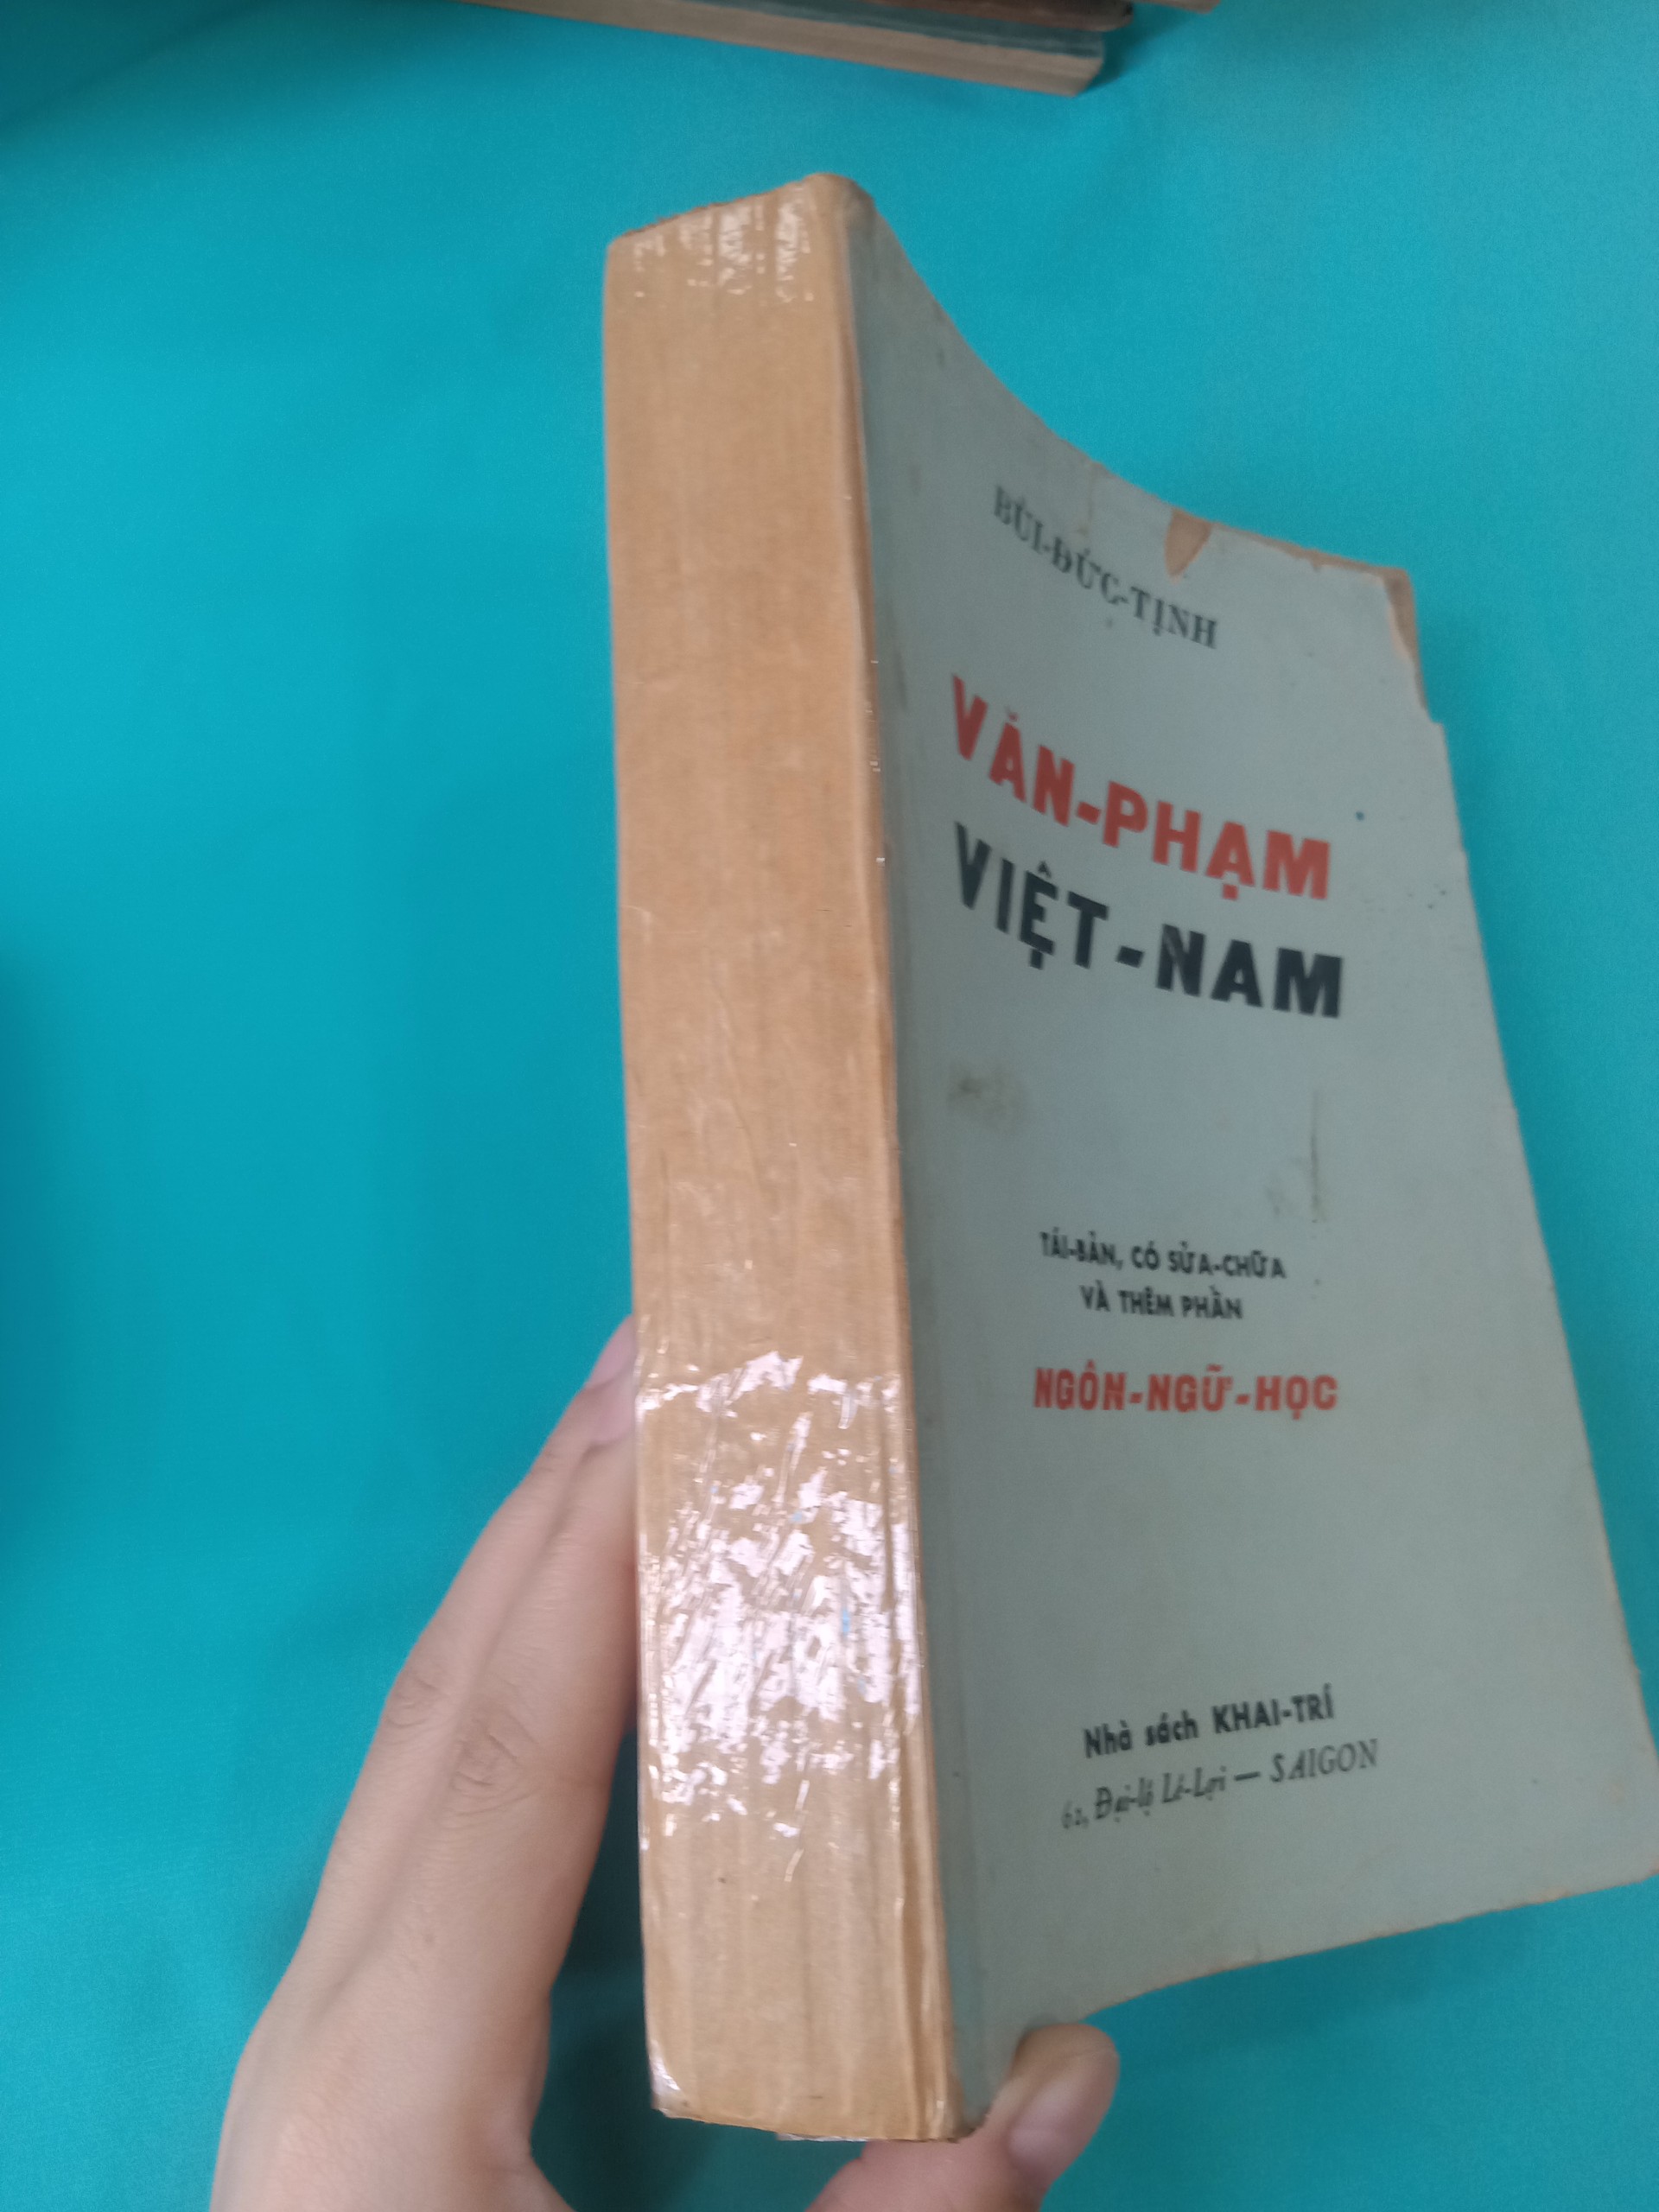 BÙI-ĐỨC-TỊNH
VĂN-PHẠM
VIỆT-NAM
TÁI-BẢN, CÓ SỬA-CHỮA
VÀ THÊM PHẦN
NGÔN-NGỮ-HỌC
Nhà sách KHAI-TRÍ
62, Đại-lộ Lê-Lợi — SAIGON